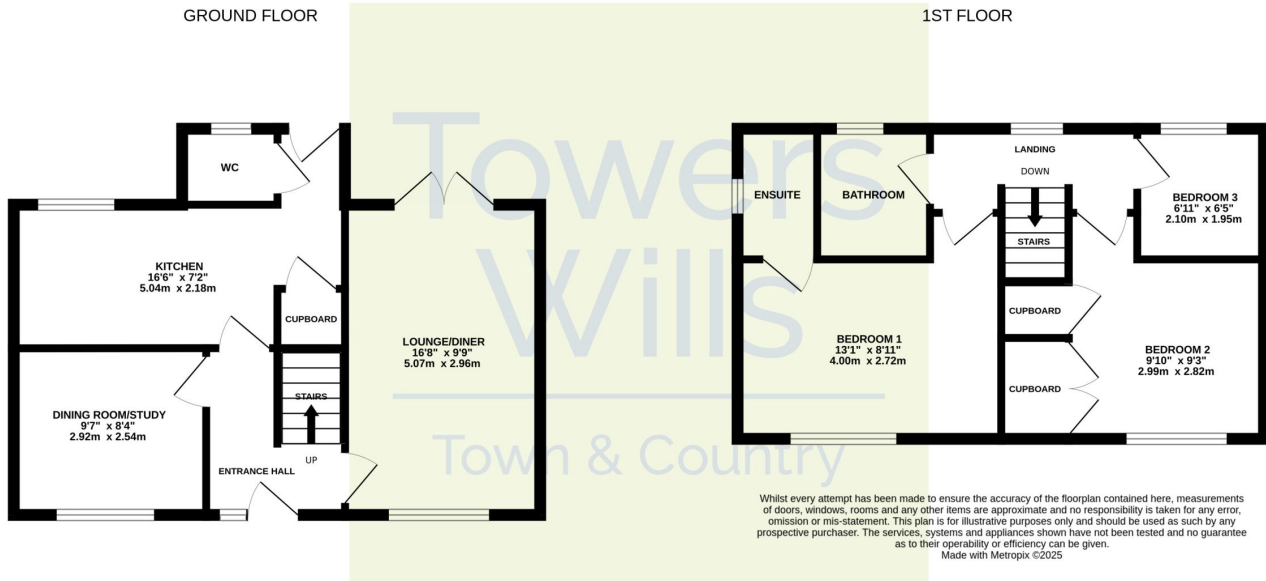 GROUND FLOOR
1ST FLOOR
Towers
Wills
Town & Country
WC
KITCHEN
16'6" x 7'2"
5.04m x 2.18m
CUPBOARD
LOUNGE/DINER
16'8" x 9'9"
5.07m x 2.96m
DINING ROOM/STUDY
9'7" x 8'4"
2.92m x 2.54m
STAIRS
UP
ENTRANCE HALL
ENSUITE
BATHROOM
LANDING
DOWN
STAIRS
BEDROOM 3
6'11" x 6'5"
2.10m x 1.95m
CUPBOARD
BEDROOM 1
13'1" x 8'11"
4.00m x 2.72m
BEDROOM 2
9'10" x 9'3"
2.99m x 2.82m
CUPBOARD
Whilst every attempt has been made to ensure the accuracy of the floorplan contained here, measurements
of doors, windows, rooms and any other items are approximate and no responsibility is taken for any error,
omission or mis-statement. This plan is for illustrative purposes only and should be used as such by any
prospective purchaser. The services, systems and appliances shown have not been tested and no guarantee
as to their operability or efficiency can be given.
Made with Metropix ©2025